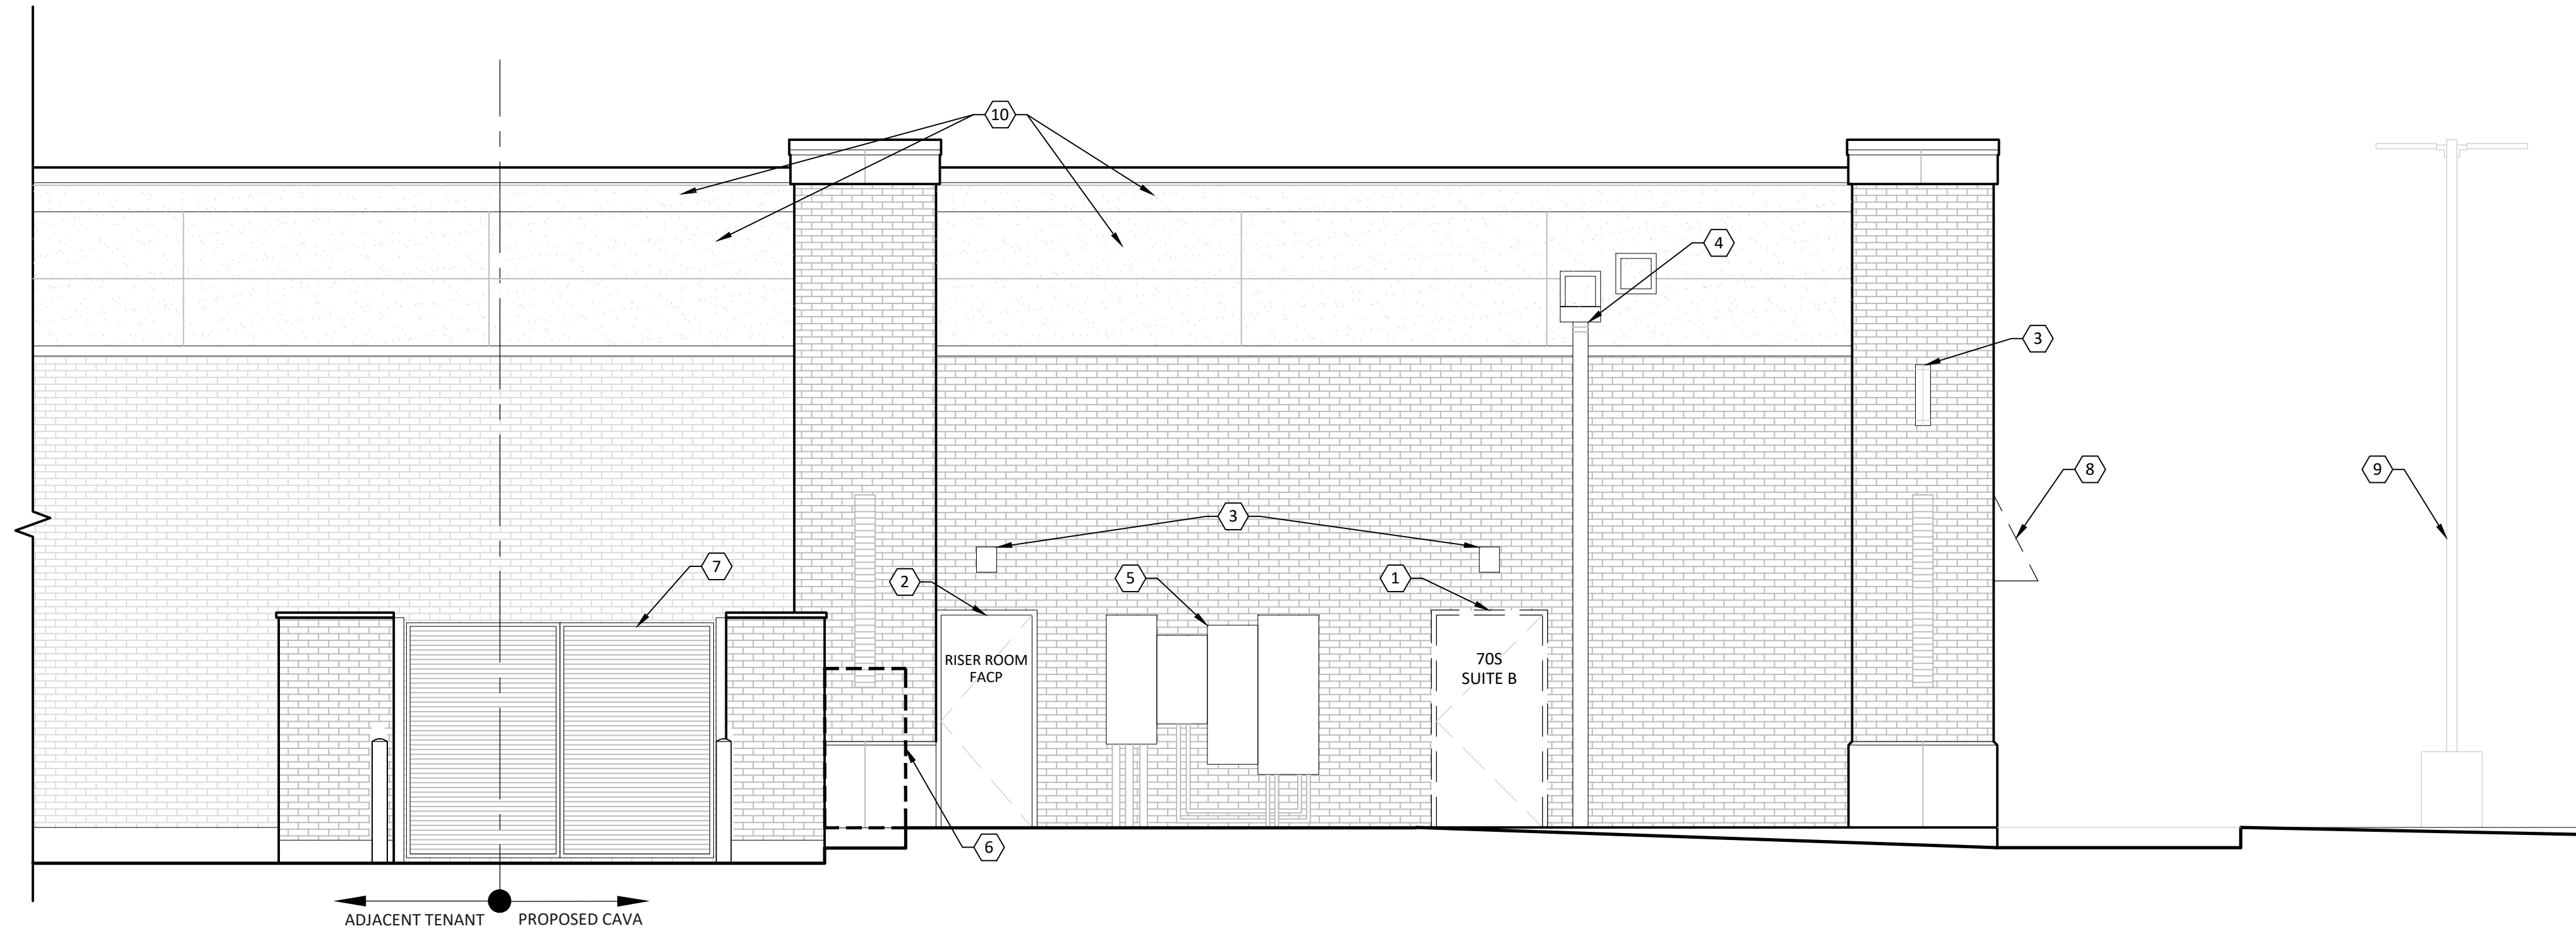 10
4
3
8
9
3
7
2
5
1
RISER ROOM
FACP
70S
SUITE B
6
ADJACENT TENANT
PROPOSED CAVA